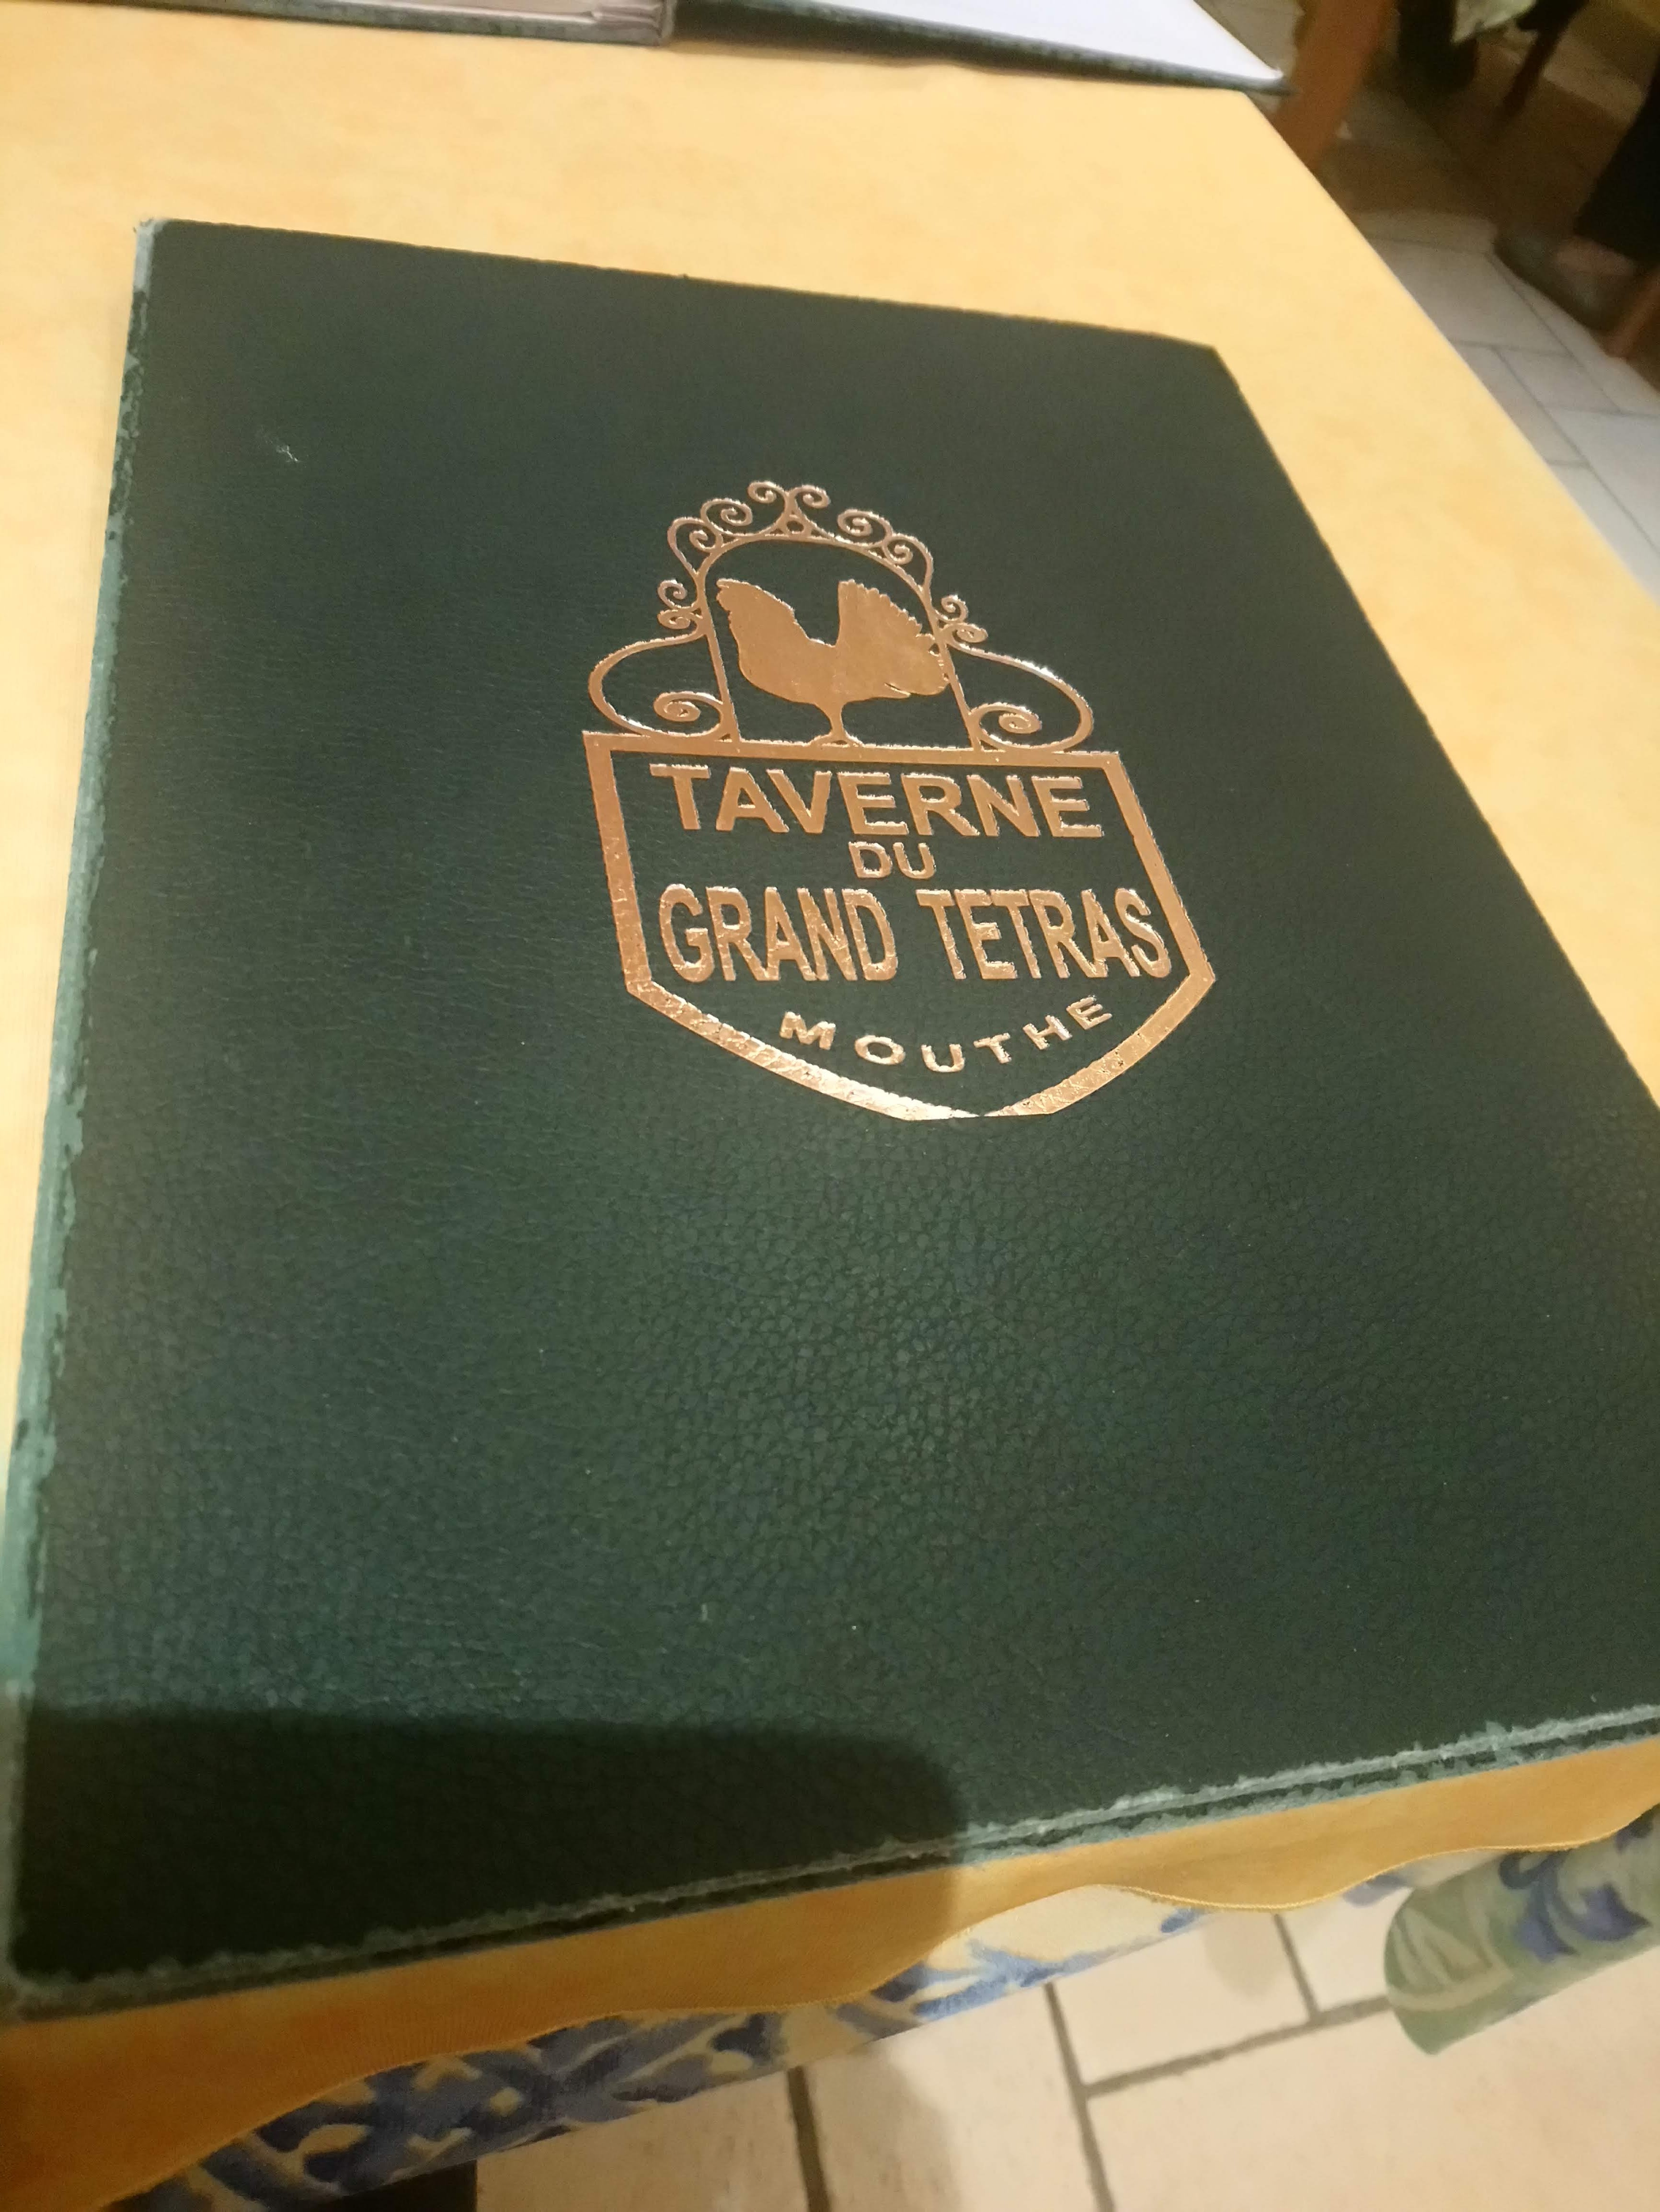 TAVERNE
DU
GRAND TETRAS
MOUTHE